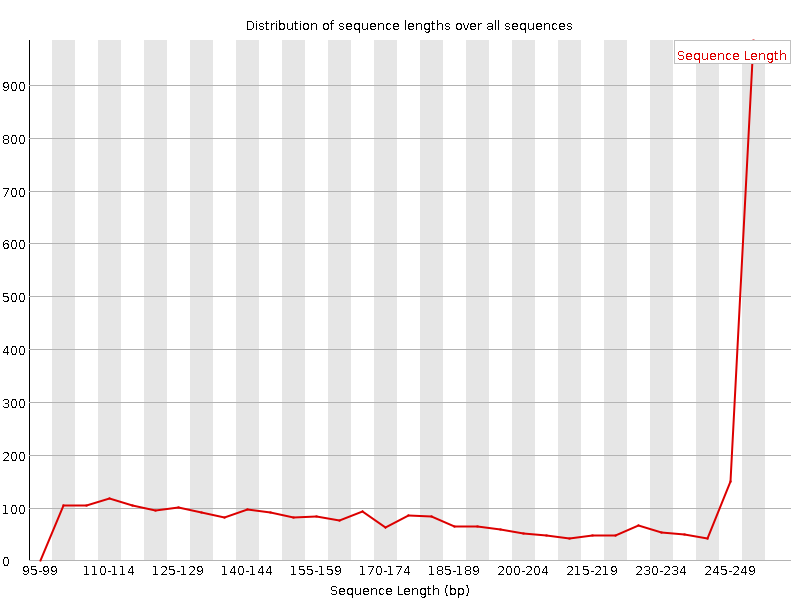 Distribution of sequence lengths over all sequences
Sequence Length
900
800
700
600
500
400
300
200
100
0
95-99 110-114 125-129 140-144 155-159 170-174 185-189 200-204 215-219 230-234 245-249
Sequence Length (bp)